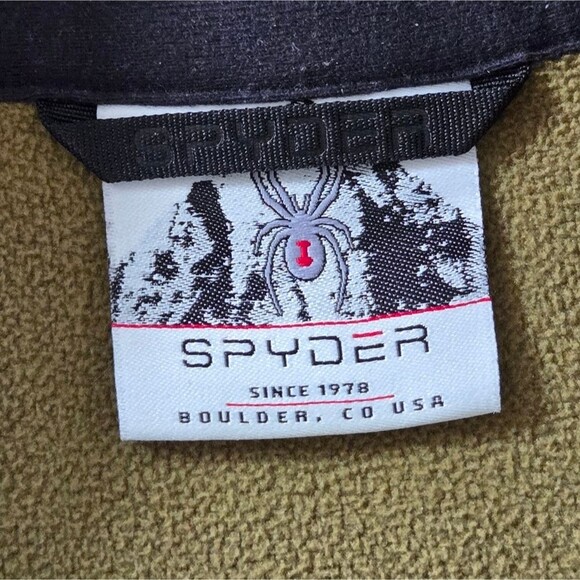 SPYDER
SPYDER
SINCE 1978
BOULDER, CO USA